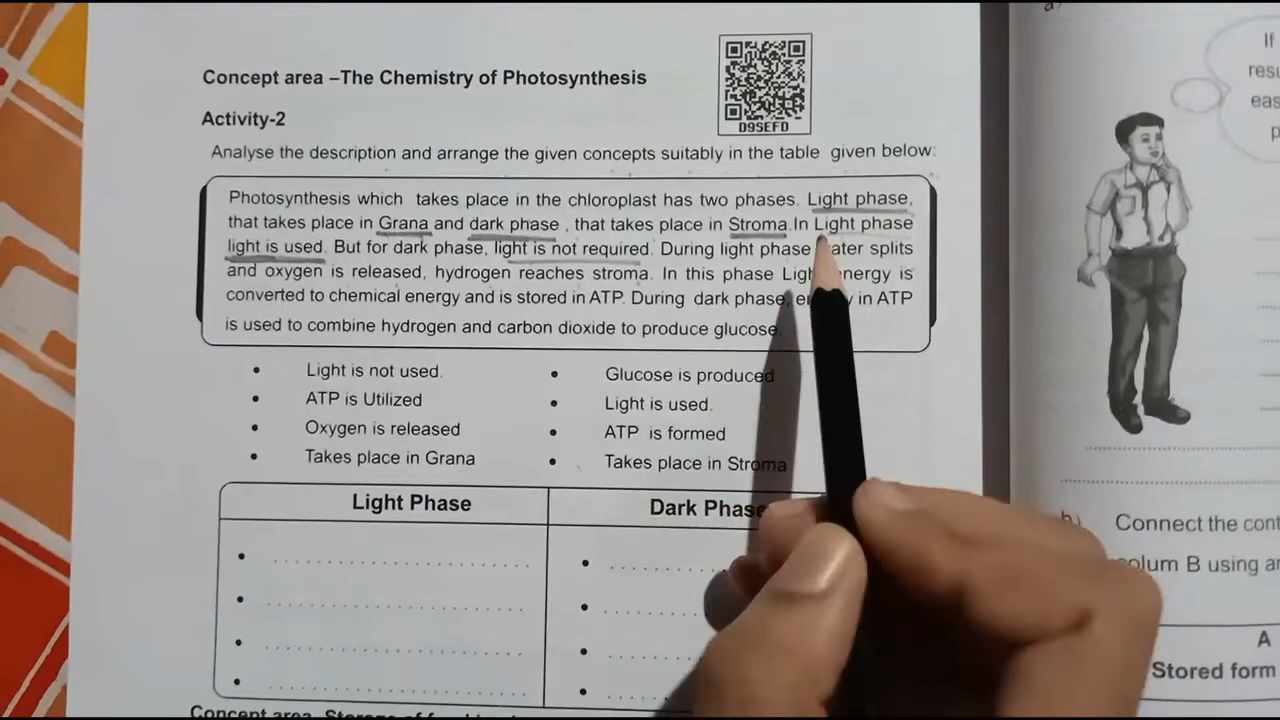 Concept area –The Chemistry of Photosynthesis
D9SEFD
Activity-2
Analyse the description and arrange the given concepts suitably in the table given below:
Photosynthesis which takes place in the chloroplast has two phases. Light phase,
that takes place in Grana and dark phase , that takes place in Stroma.In Light phase
light is used. But for dark phase, light is not required. During light phase splits
and oxygen is released, hydrogen reaches stroma. In this phase energy is
converted to chemical energy and is stored in ATP. During dark phase, in ATP
is used to combine hydrogen and carbon dioxide to produce glucose.
• Light is not used.
• ATP is Utilized
• Oxygen is released
• Takes place in Grana
• Glucose is produced
• Light is used.
• ATP is formed
• Takes place in Stroma
Light Phase
Dark Phase
If
Connect the
B using
A
Stored form